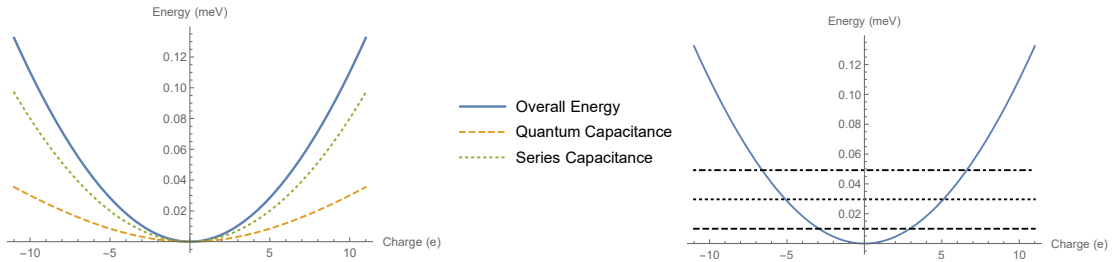 Energy (meV)
0.12
0.10
0.08
0.06
0.04
0.02
−10
−5
5
10
Charge (e)
Overall Energy
Quantum Capacitance
Series Capacitance
Energy (meV)
0.12
0.10
0.08
0.06
0.04
0.02
−10
−5
5
10
Charge (e)